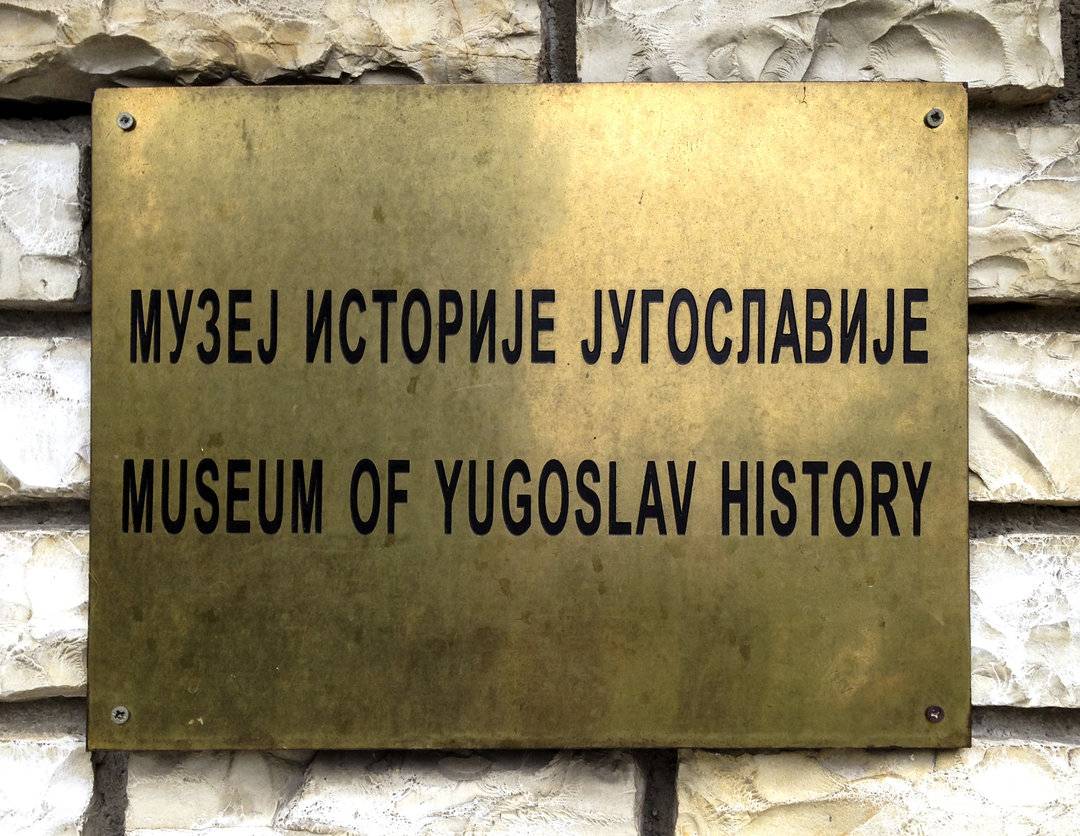 МУЗЕЈ ИСТОРИЈЕ ЈУГОСЛАВИЈЕ
MUSEUM OF YUGOSLAV HISTORY